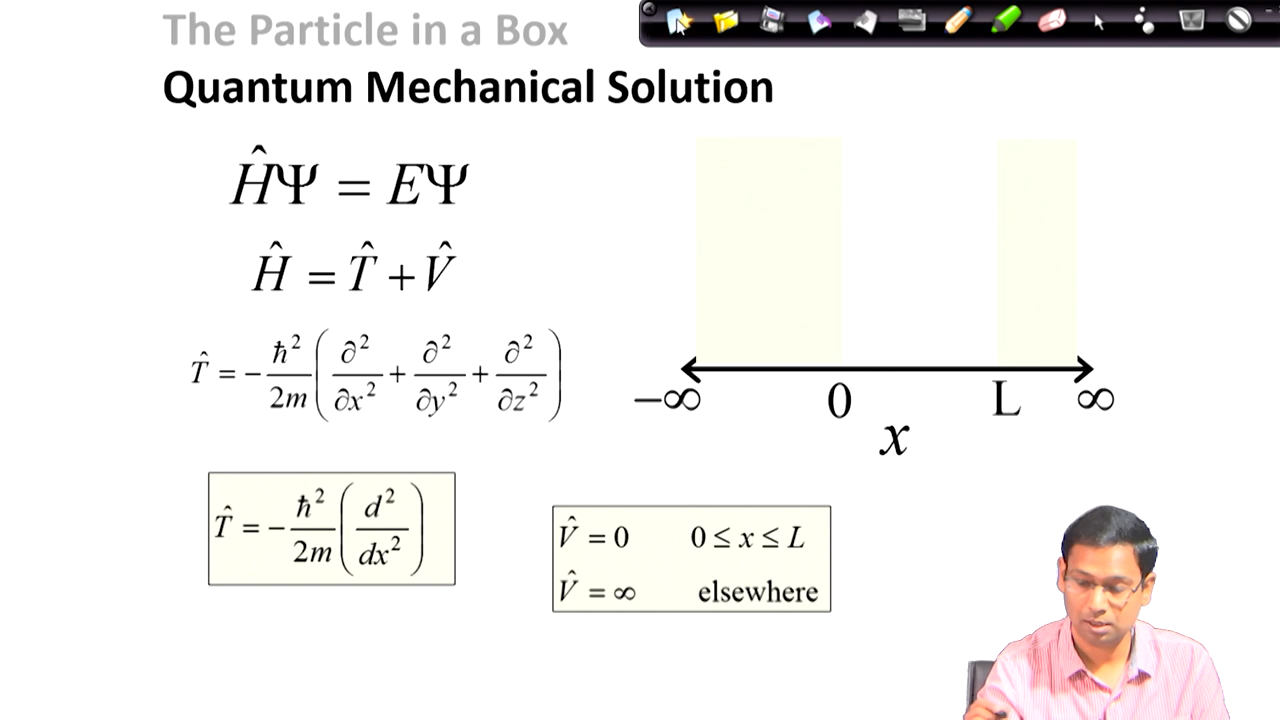 The Particle in a Box
Quantum Mechanical Solution
ĤΨ = EΨ
Ĥ = T̂ + V̂
T̂ = −ħ²/2m (∂²/∂x² + ∂²/∂y² + ∂²/∂z²)
−∞ 0 L ∞
x
T̂ = −ħ²/2m (d²/dx²)
V̂ = 0 0 ≤ x ≤ L
V̂ = ∞ elsewhere